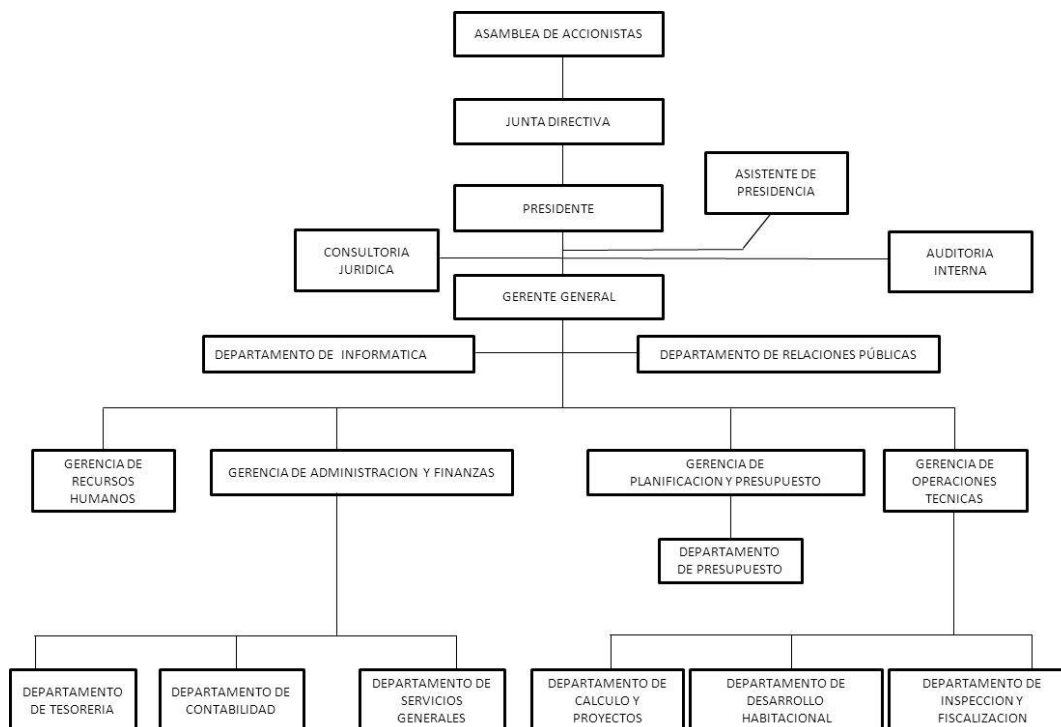 ASAMBLEA DE ACCIONISTAS
JUNTA DIRECTIVA
ASISTENTE DE
PRESIDENCIA
PRESIDENTE
CONSULTORIA
JURIDICA
AUDITORIA
INTERNA
GERENTE GENERAL
DEPARTAMENTO DE INFORMATICA
DEPARTAMENTO DE RELACIONES PÚBLICAS
GERENCIA DE
RECURSOS
HUMANOS
GERENCIA DE ADMINISTRACION Y FINANZAS
GERENCIA DE
PLANIFICACION Y PRESUPUESTO
GERENCIA DE
OPERACIONES
TECNICAS
DEPARTAMENTO
DE PRESUPUESTO
DEPARTAMENTO
DE TESORERIA
DEPARTAMENTO DE
CONTABILIDAD
DEPARTAMENTO DE
SERVICIOS
GENERALES
DEPARTAMENTO DE
CALCULO Y
PROYECTOS
DEPARTAMENTO DE
DESARROLLO
HABITACIONAL
DEPARTAMENTO DE
INSPECCION Y
FISCALIZACION